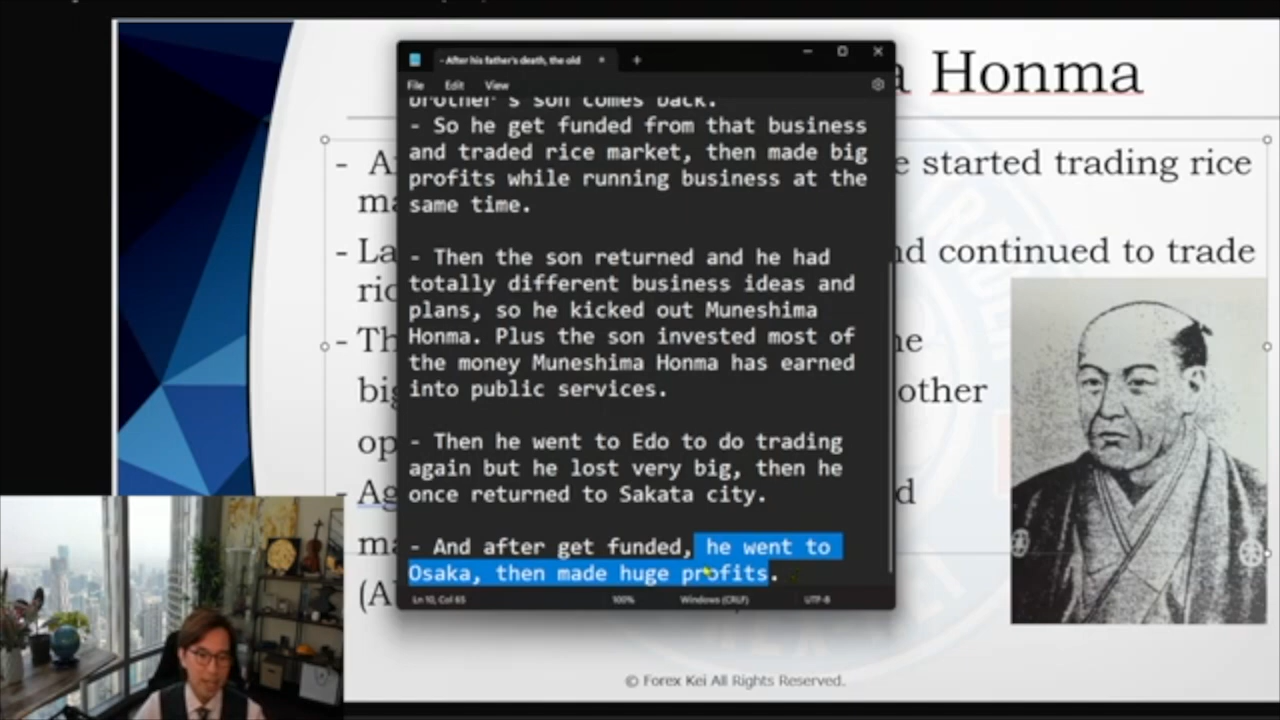 a Honma
- After his father's death, the old
File Edit View
brother's son comes back.
- So he get funded from that business
and traded rice market, then made big
profits while running business at the
same time.
- Then the son returned and he had
totally different business ideas and
plans, so he kicked out Muneshima
Honma. Plus the son invested most of
the money Muneshima Honma has earned
into public services.
- Then he went to Edo to do trading
again but he lost very big, then he
once returned to Sakata city.
- And after get funded, he went to
Osaka, then made huge profits.
Ln 10, Col 65 100% Windows (CRLF) UTF-8
- A e started trading rice
ma
- La nd continued to trade
ric
- Th he
big other
op
- Ag d
ma
(A
© Forex Kei All Rights Reserved.